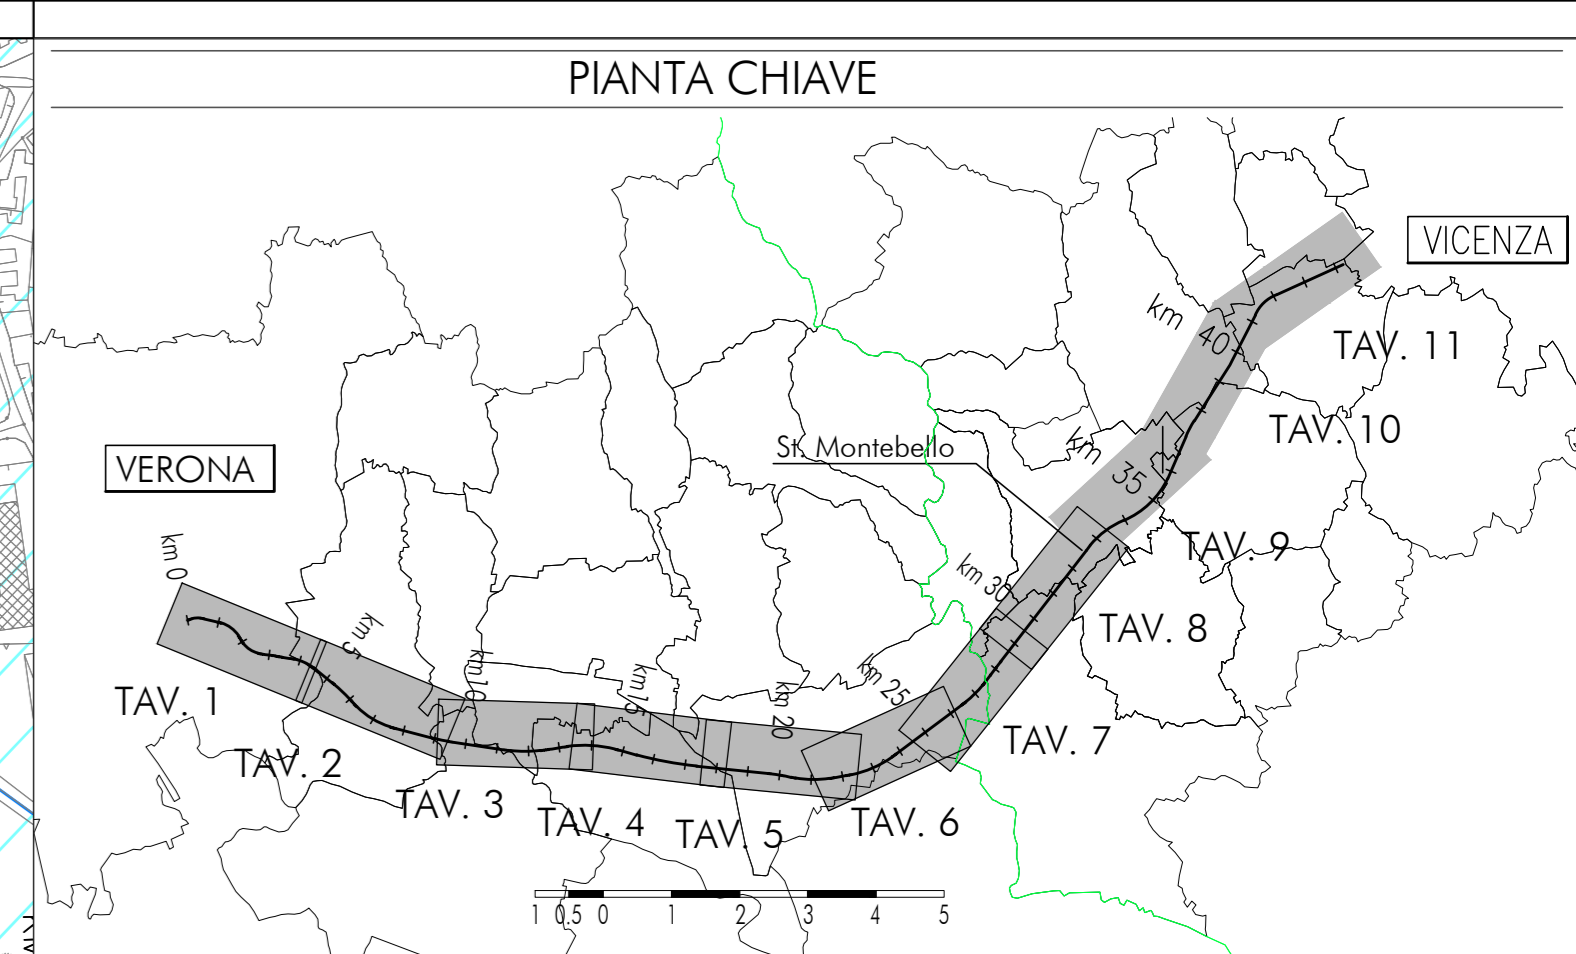 PIANTA CHIAVE
VICENZA
km 40
TAV. 11
TAV. 10
km 35
St. Montebello
VERONA
km 0
TAV. 9
km 30
TAV. 8
km 5
km 10
km 15
km 20
km 25
TAV. 1
TAV. 7
TAV. 2
TAV. 3
TAV. 4
TAV. 5
TAV. 6
1 0.5 0 1 2 3 4 5